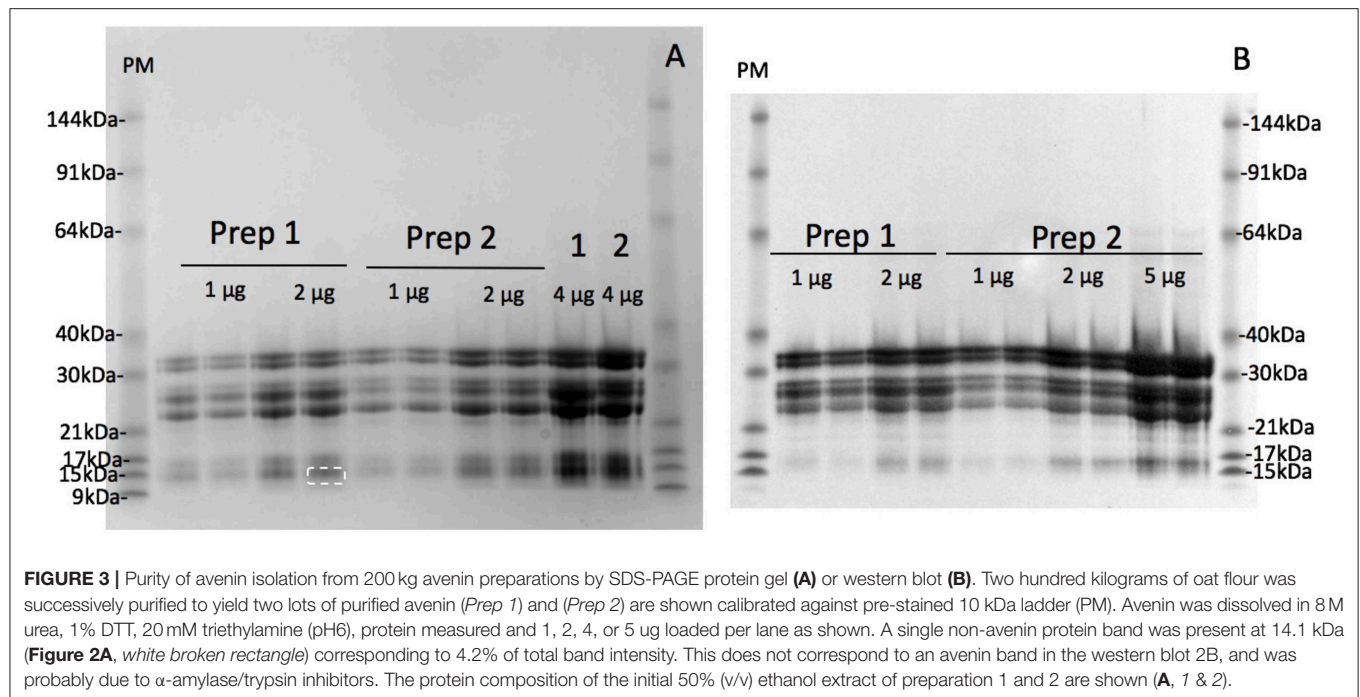 A
PM
144kDa-
91kDa-
64kDa-
40kDa-
30kDa-
21kDa-
17kDa-
15kDa-
9kDa-
Prep 1
Prep 2
1
2
1 µg
2 µg
1 µg
2 µg
4 µg
4 µg
B
PM
-144kDa
-91kDa
-64kDa
-40kDa
-30kDa
-21kDa
-17kDa
-15kDa
Prep 1
Prep 2
1 µg
2 µg
1 µg
2 µg
5 µg
FIGURE 3 | Purity of avenin isolation from 200 kg avenin preparations by SDS-PAGE protein gel (A) or western blot (B). Two hundred kilograms of oat flour was
successively purified to yield two lots of purified avenin (Prep 1) and (Prep 2) are shown calibrated against pre-stained 10 kDa ladder (PM). Avenin was dissolved in 8 M
urea, 1% DTT, 20 mM triethylamine (pH6), protein measured and 1, 2, 4, or 5 ug loaded per lane as shown. A single non-avenin protein band was present at 14.1 kDa
(Figure 2A, white broken rectangle) corresponding to 4.2% of total band intensity. This does not correspond to an avenin band in the western blot 2B, and was
probably due to α-amylase/trypsin inhibitors. The protein composition of the initial 50% (v/v) ethanol extract of preparation 1 and 2 are shown (A, 1 & 2).